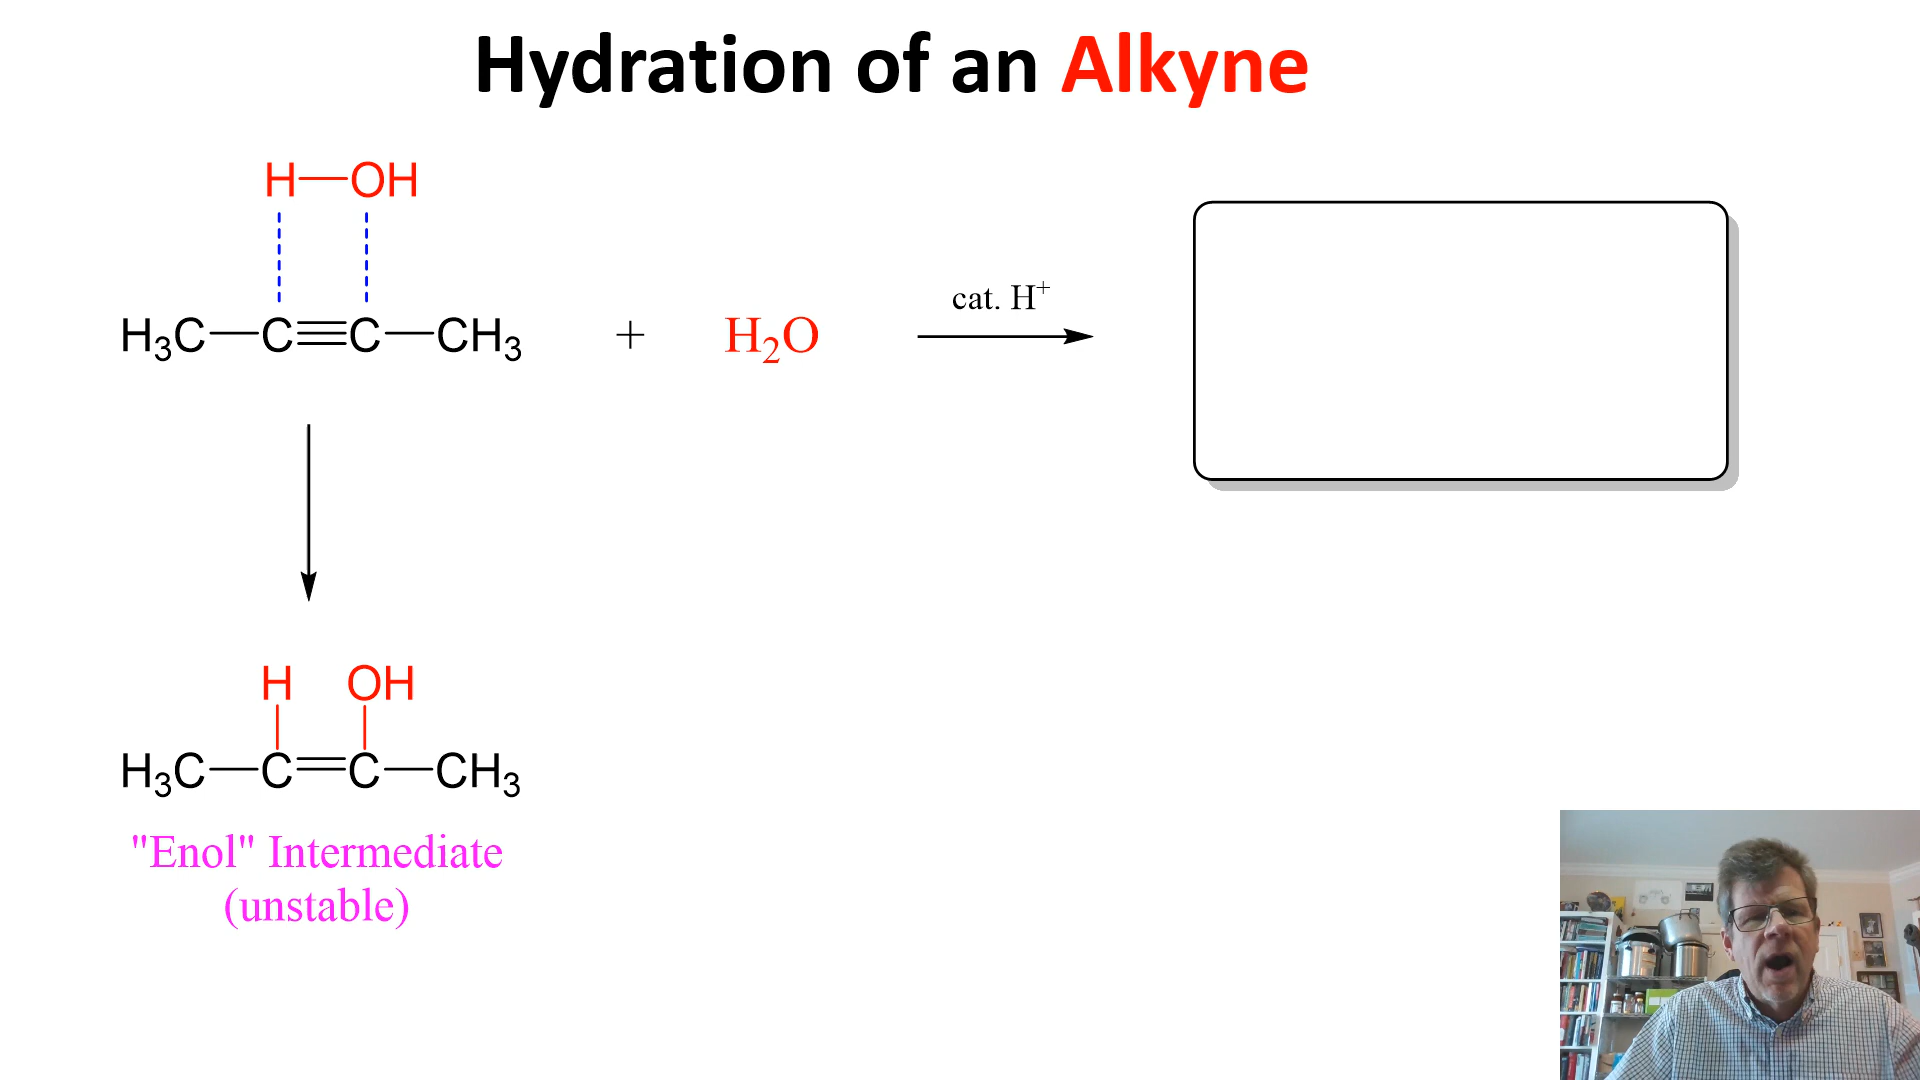 Hydration of an Alkyne
H—OH
H₃C—C≡C—CH₃ + H₂O cat. H⁺
H OH
H₃C—C=C—CH₃
"Enol" Intermediate
(unstable)